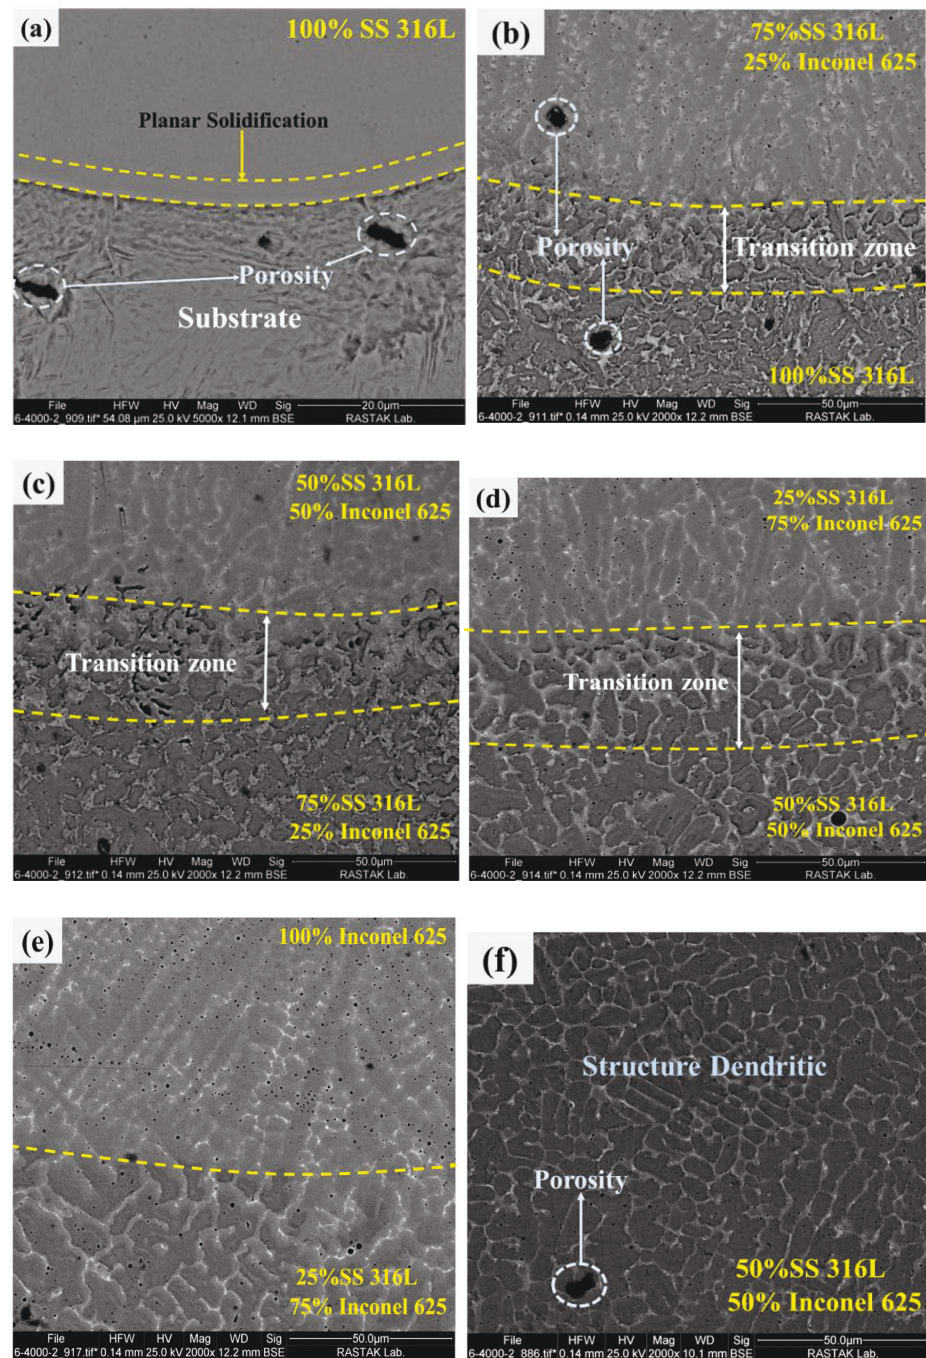 (a)
100% SS 316L
Planar Solidification
Porosity
Substrate
File HFW HV Mag WD Sig 20.0µm
6-4000-2_909.tif* 54.08 µm 25.0 kV 5000x 12.1 mm BSE RASTAK Lab.
(b)
75%SS 316L
25% Inconel 625
Porosity
Transition zone
100%SS 316L
File HFW HV Mag WD Sig 50.0µm
6-4000-2_911.tif* 0.14 mm 25.0 kV 2000x 12.2 mm BSE RASTAK Lab.
(c)
50%SS 316L
50% Inconel 625
Transition zone
75%SS 316L
25% Inconel 625
File HFW HV Mag WD Sig 50.0µm
6-4000-2_912.tif* 0.14 mm 25.0 kV 2000x 12.2 mm BSE RASTAK Lab.
(d)
25%SS 316L
75% Inconel 625
Transition zone
50%SS 316L
50% Inconel 625
File HFW HV Mag WD Sig 50.0µm
6-4000-2_914.tif* 0.14 mm 25.0 kV 2000x 12.2 mm BSE RASTAK Lab.
(e)
100% Inconel 625
25%SS 316L
75% Inconel 625
File HFW HV Mag WD Sig 50.0µm
6-4000-2_917.tif* 0.14 mm 25.0 kV 2000x 12.2 mm BSE RASTAK Lab.
(f)
Structure Dendritic
Porosity
50%SS 316L
50% Inconel 625
File HFW HV Mag WD Sig 50.0µm
6-4000-2_886.tif* 0.14 mm 25.0 kV 2000x 10.1 mm BSE RASTAK Lab.